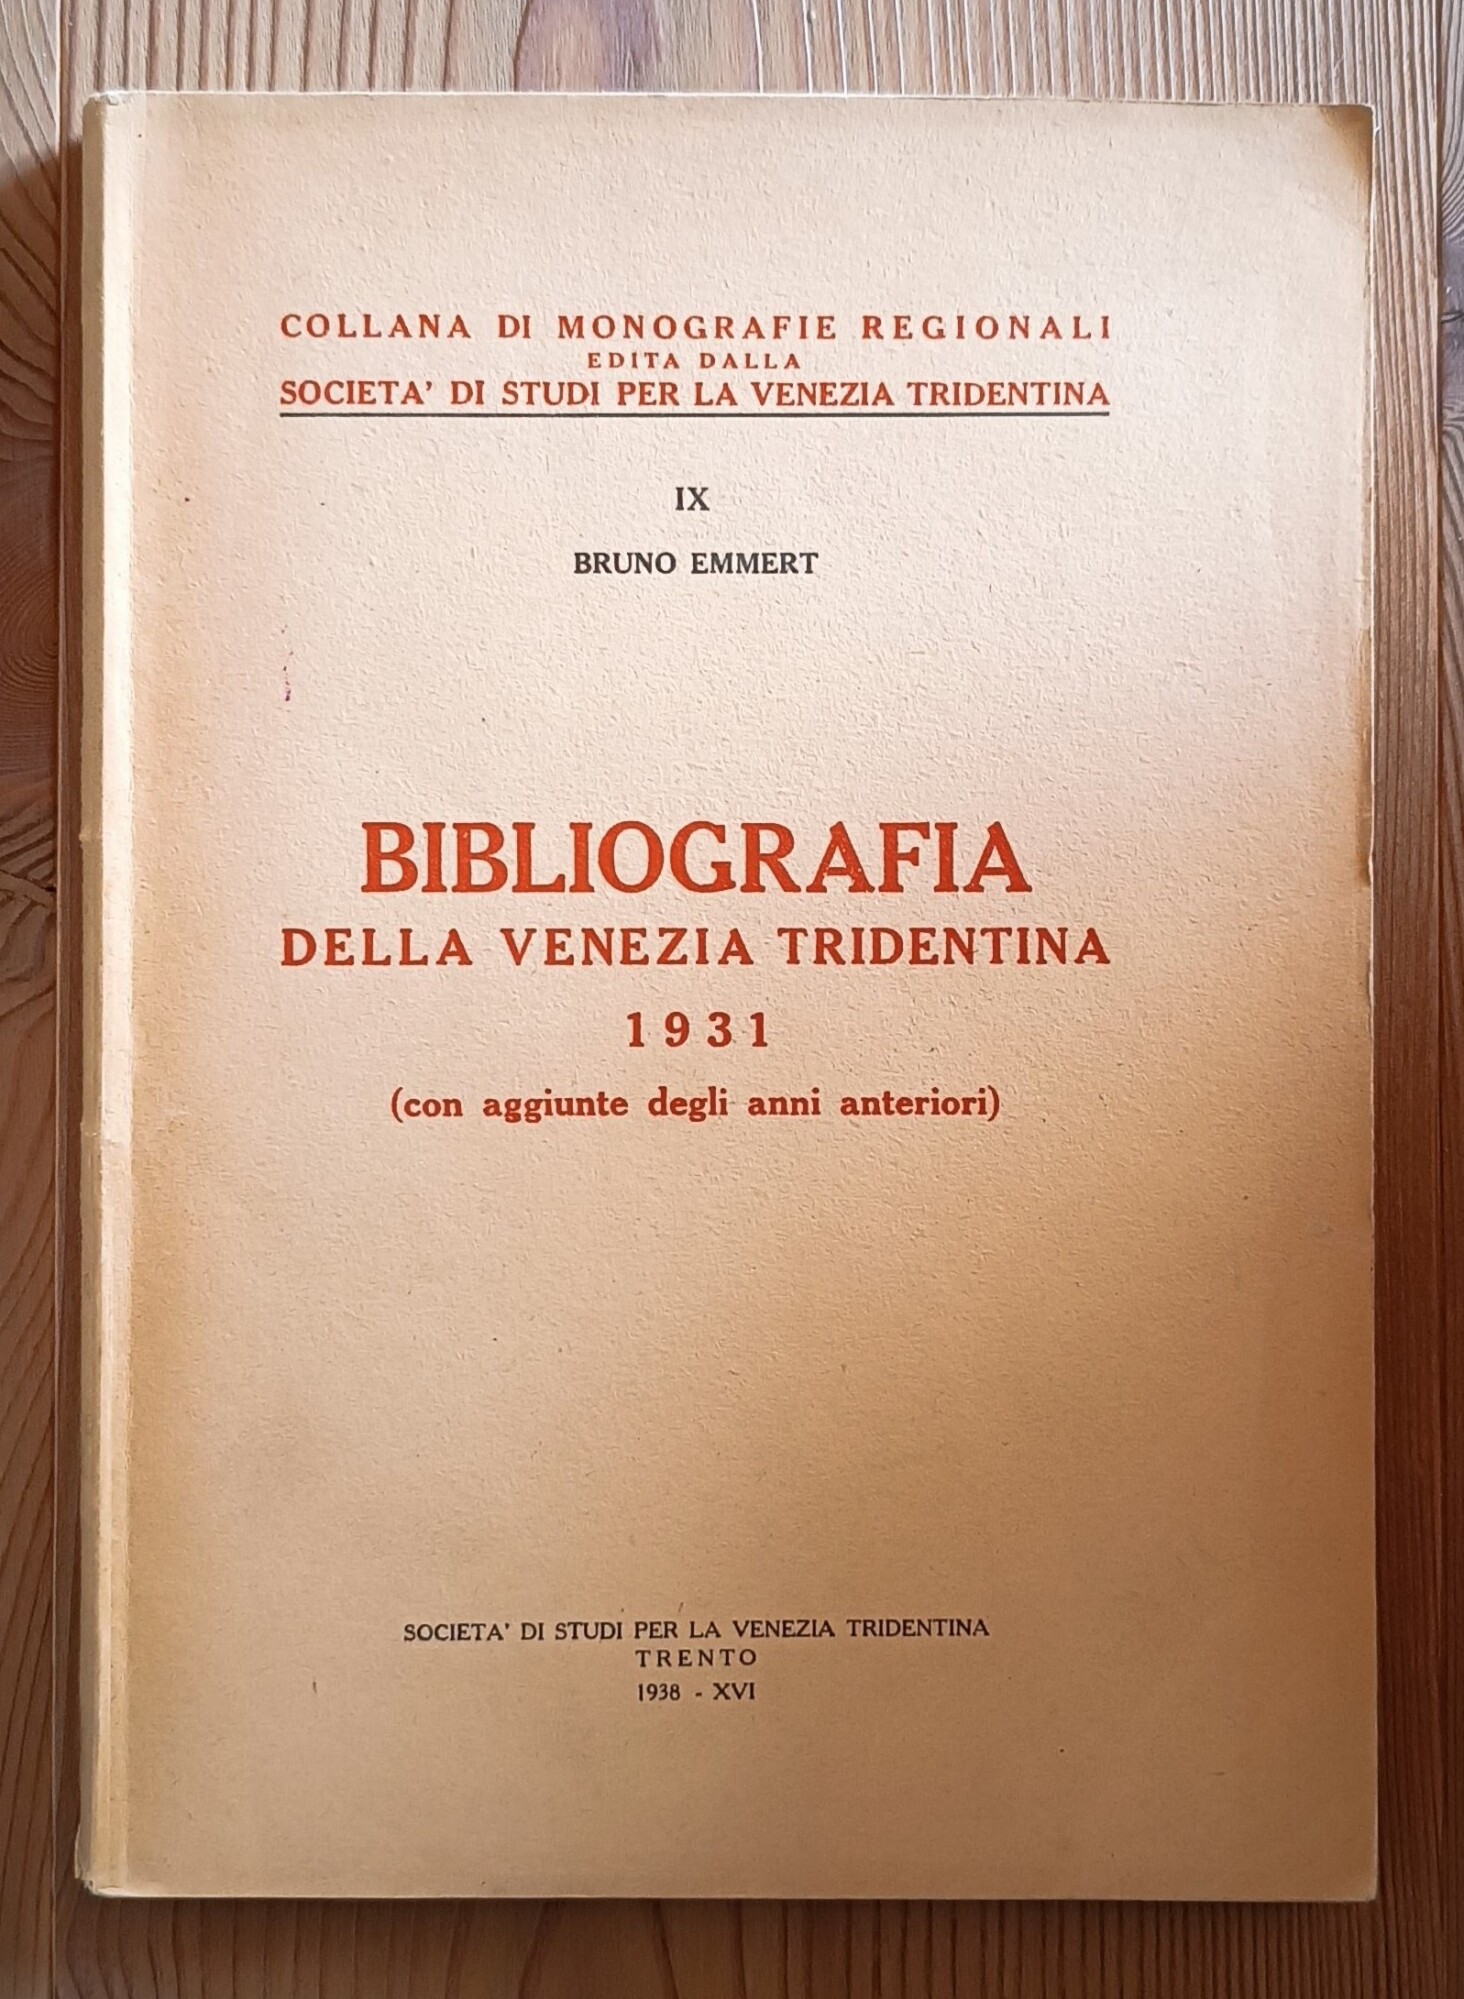 COLLANA DI MONOGRAFIE REGIONALI
EDITA DALLA
SOCIETA' DI STUDI PER LA VENEZIA TRIDENTINA
IX
BRUNO EMMERT
BIBLIOGRAFIA
DELLA VENEZIA TRIDENTINA
1931
(con aggiunte degli anni anteriori)
SOCIETA' DI STUDI PER LA VENEZIA TRIDENTINA
TRENTO
1938 - XVI